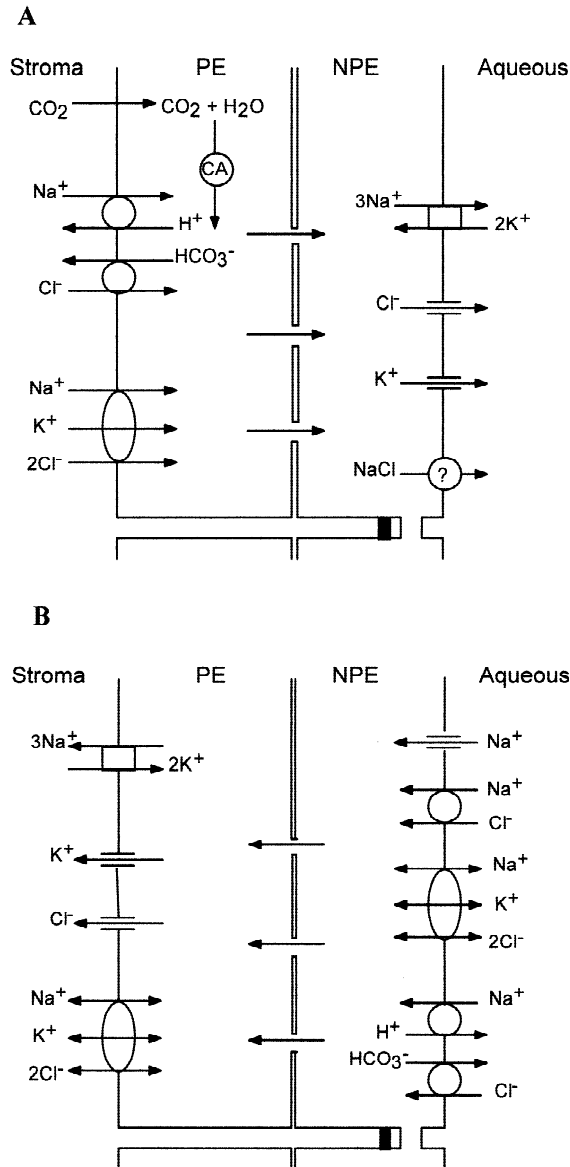 A
Stroma PE NPE Aqueous
CO2 CO2 + H2O
CA
Na+
H+
HCO3-
Cl-
Na+
K+
2Cl-
3Na+
2K+
Cl-
K+
NaCl ?
B
Stroma PE NPE Aqueous
3Na+
2K+
K+
Cl-
Na+
K+
2Cl-
Na+
Na+
Cl-
Na+
K+
2Cl-
Na+
H+
HCO3-
Cl-